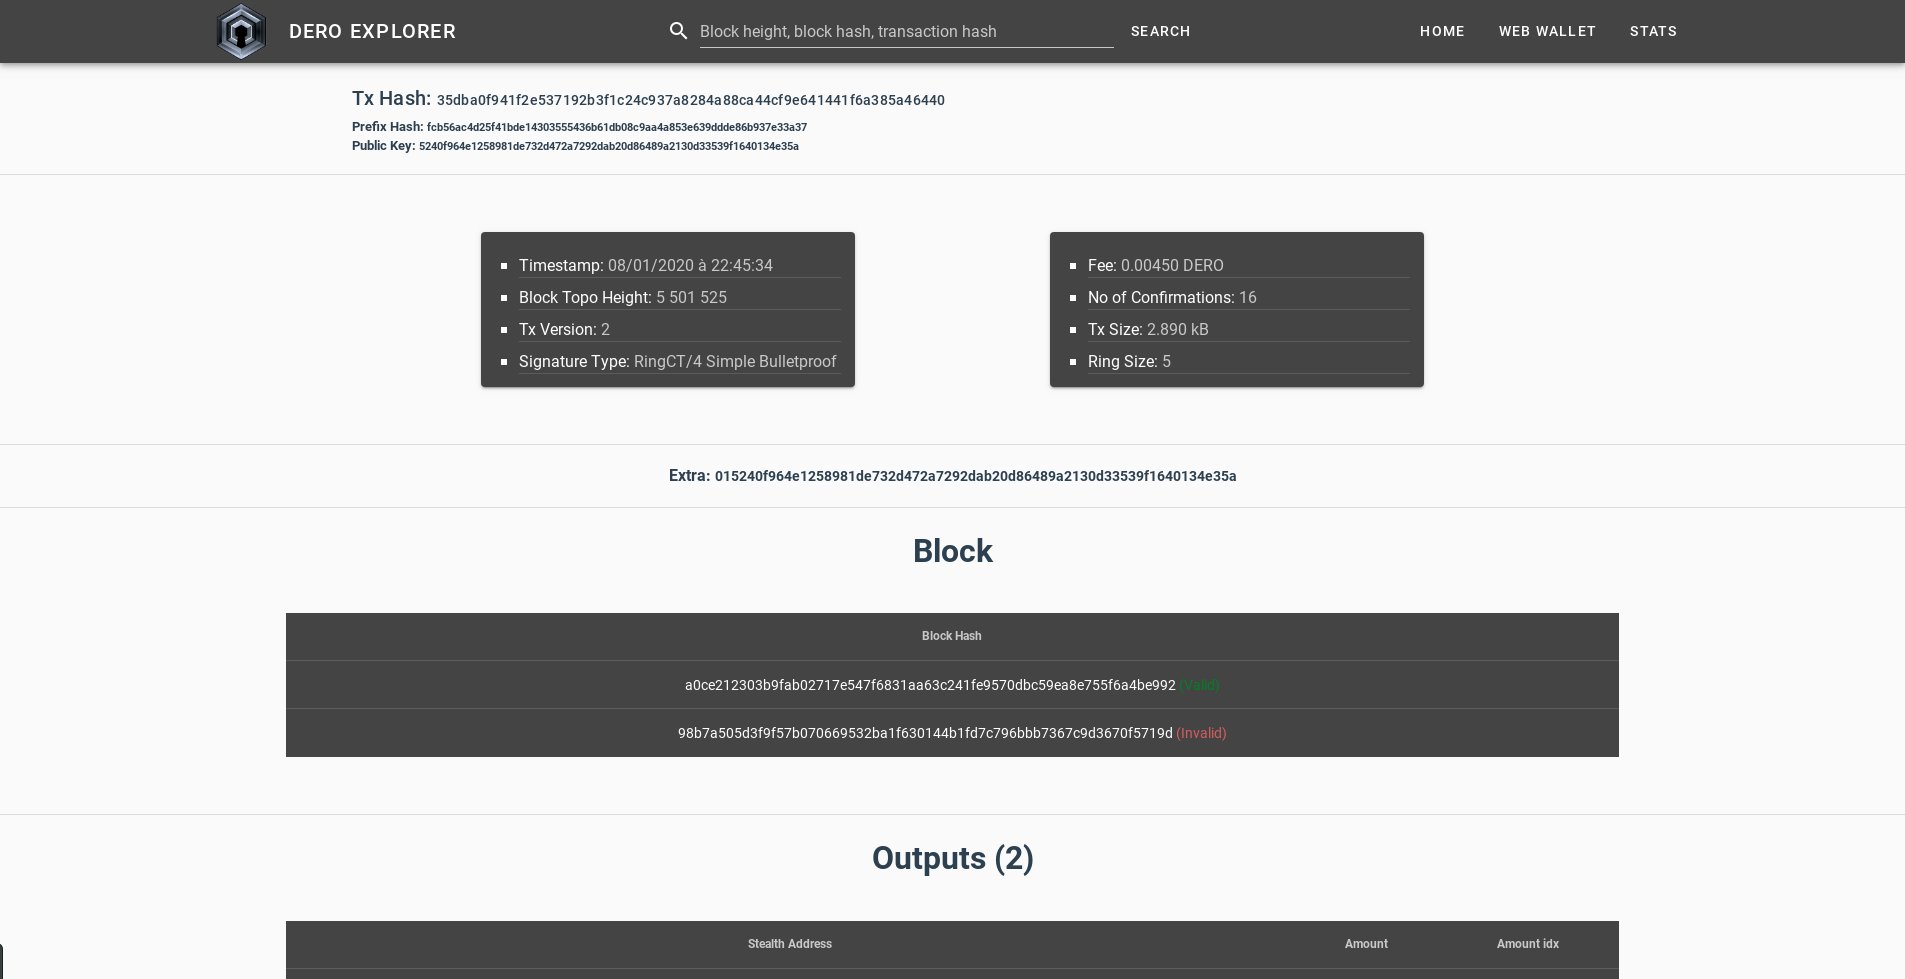 DERO EXPLORER
Block height, block hash, transaction hash
SEARCH
HOME
WEB WALLET
STATS
Tx Hash: 35dba0f941f2e537192b3f1c24c937a8284a88ca44cf9e641441f6a385a46440
Prefix Hash: fcb56ac4d25f41bde14303555436b61db08c9aa4a853e639ddde86b937e33a37
Public Key: 5240f964e1258981de732d472a7292dab20d86489a2130d33539f1640134e35a
Timestamp: 08/01/2020 à 22:45:34
Block Topo Height: 5 501 525
Tx Version: 2
Signature Type: RingCT/4 Simple Bulletproof
Fee: 0.00450 DERO
No of Confirmations: 16
Tx Size: 2.890 kB
Ring Size: 5
Extra: 015240f964e1258981de732d472a7292dab20d86489a2130d33539f1640134e35a
Block
Block Hash
a0ce212303b9fab02717e547f6831aa63c241fe9570dbc59ea8e755f6a4be992 (Valid)
98b7a505d3f9f57b070669532ba1f630144b1fd7c796bbb7367c9d3670f5719d (Invalid)
Outputs (2)
Stealth Address
Amount
Amount idx